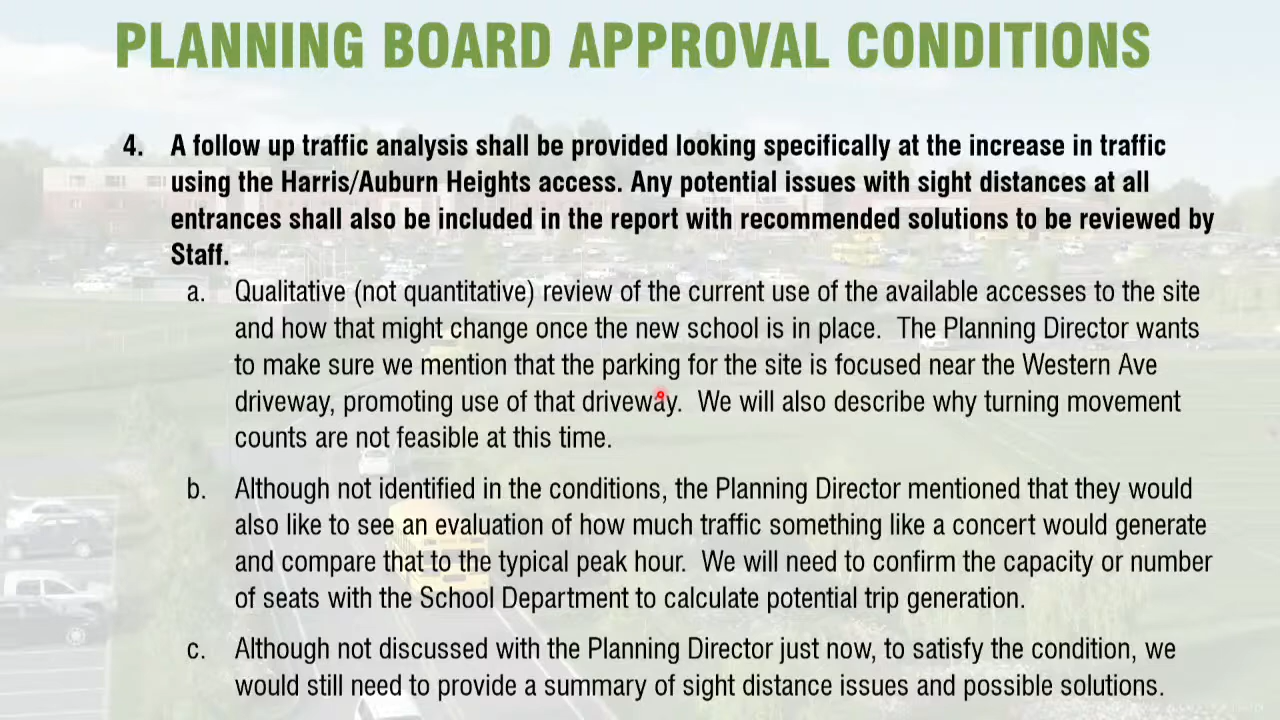 PLANNING BOARD APPROVAL CONDITIONS
4. A follow up traffic analysis shall be provided looking specifically at the increase in traffic
using the Harris/Auburn Heights access. Any potential issues with sight distances at all
entrances shall also be included in the report with recommended solutions to be reviewed by
Staff.
a. Qualitative (not quantitative) review of the current use of the available accesses to the site
and how that might change once the new school is in place. The Planning Director wants
to make sure we mention that the parking for the site is focused near the Western Ave
driveway, promoting use of that driveway. We will also describe why turning movement
counts are not feasible at this time.
b. Although not identified in the conditions, the Planning Director mentioned that they would
also like to see an evaluation of how much traffic something like a concert would generate
and compare that to the typical peak hour. We will need to confirm the capacity or number
of seats with the School Department to calculate potential trip generation.
c. Although not discussed with the Planning Director just now, to satisfy the condition, we
would still need to provide a summary of sight distance issues and possible solutions.